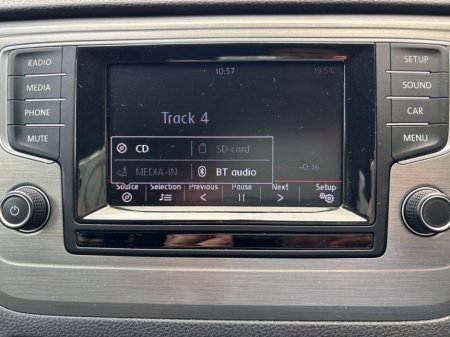 RADIO
MEDIA
PHONE
MUTE
10:57
19.5°C
Track 4
CD
SD card
MEDIA-IN
BT audio
-0:16
Source
Selection
Previous
Pause
Next
Setup
SETUP
SOUND
CAR
MENU